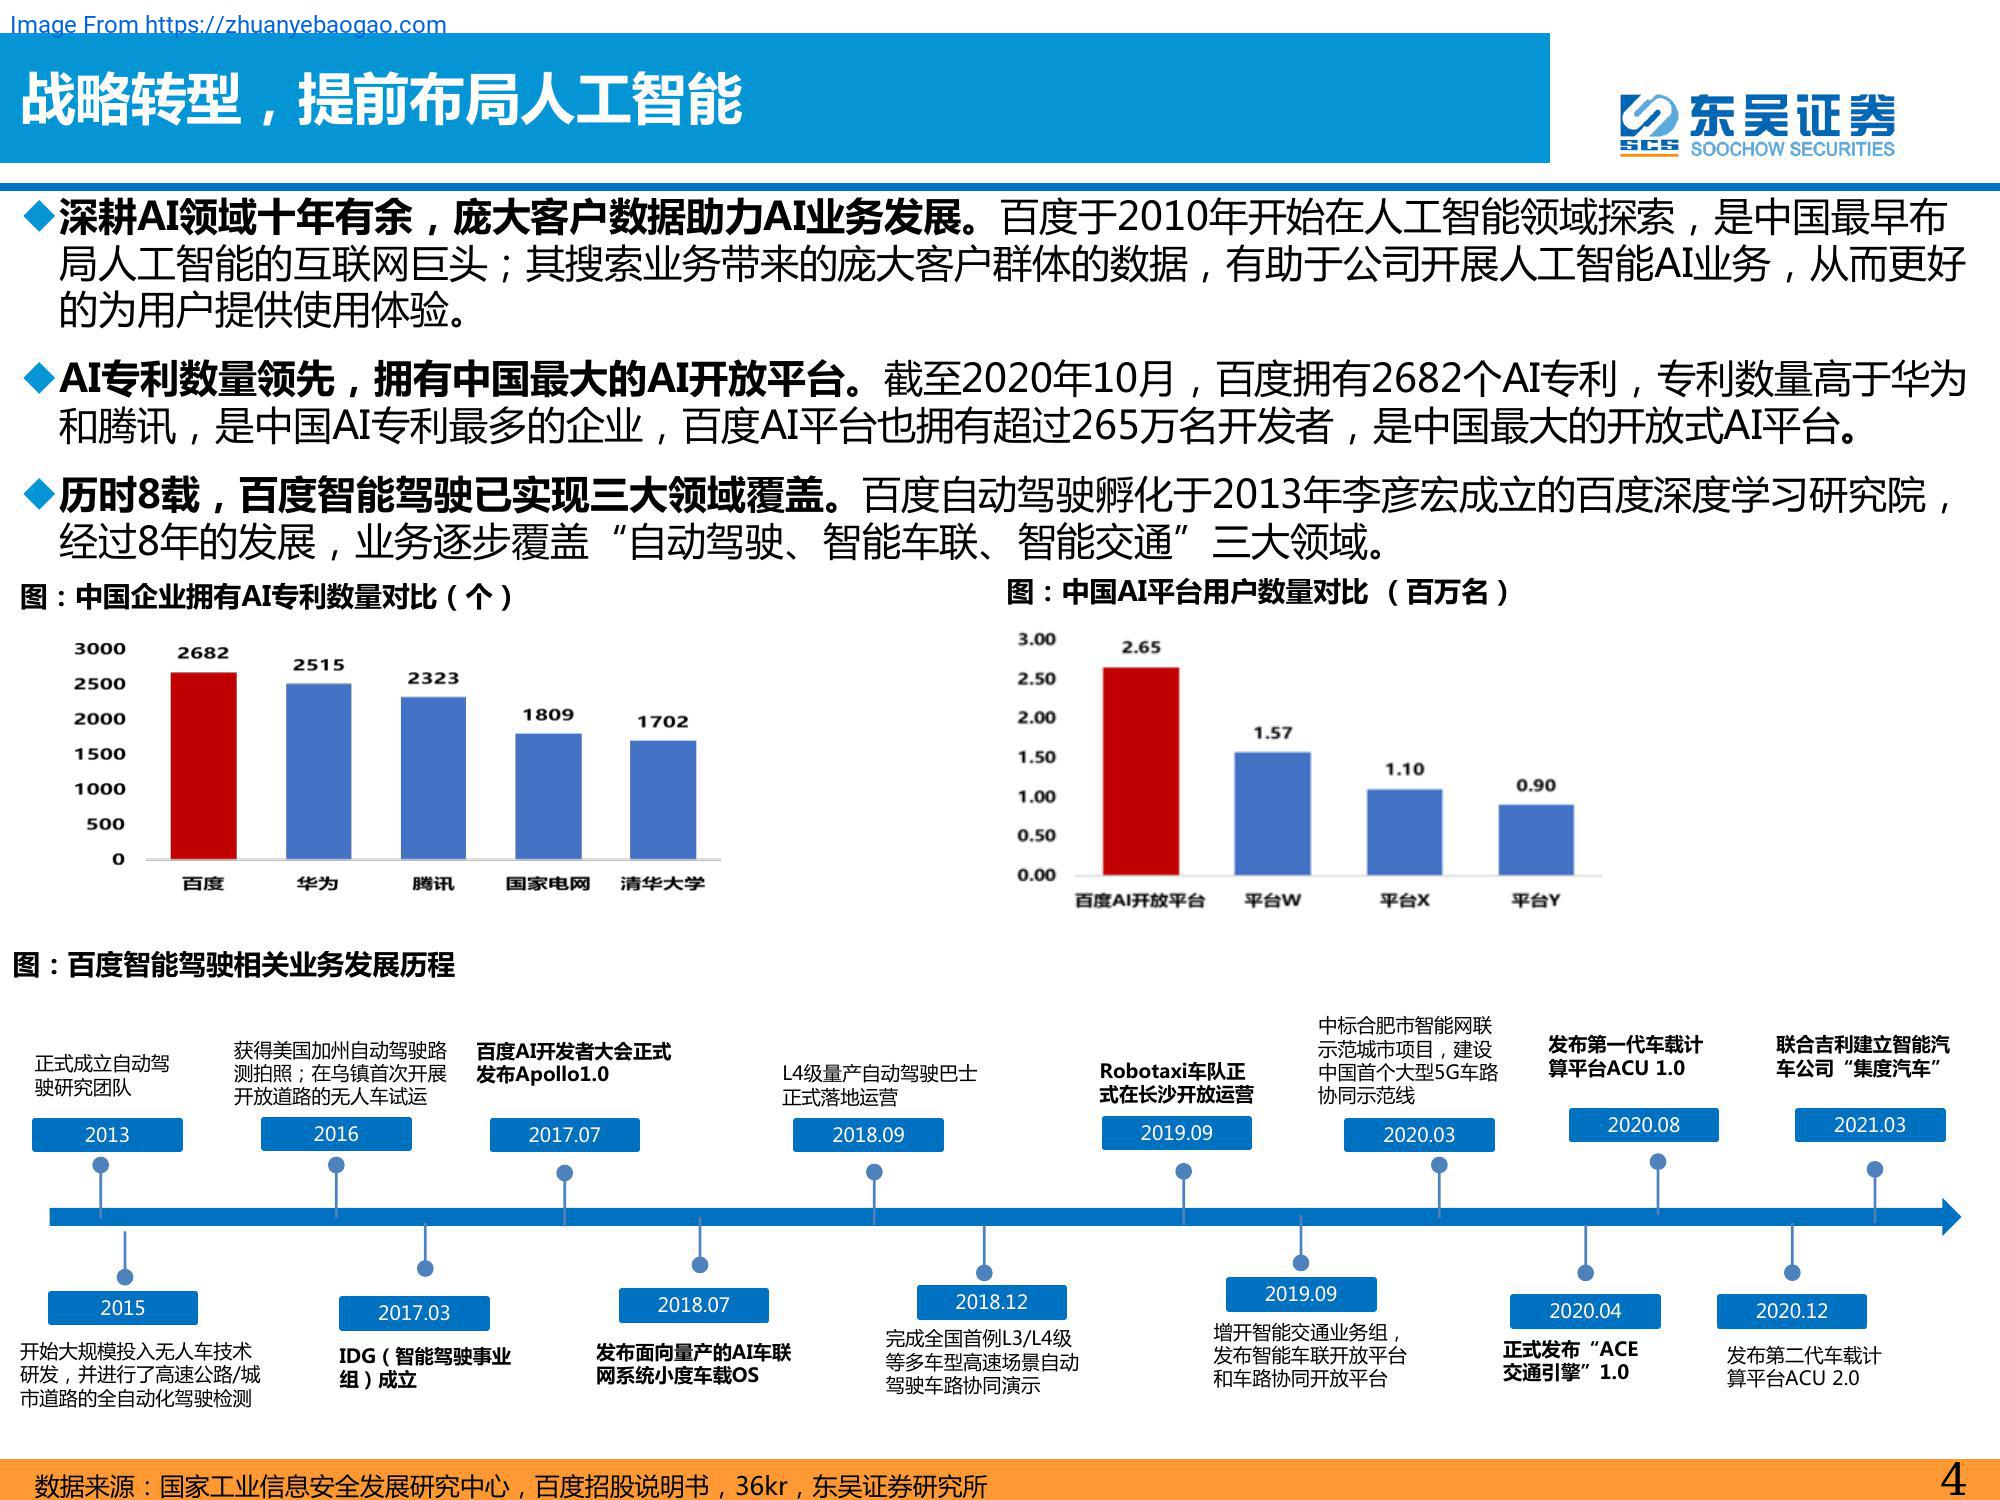 Image From https://zhuanyebaogao.com
战略转型，提前布局人工智能
东吴证券
SCS
SOOCHOW SECURITIES
◆深耕AI领域十年有余，庞大客户数据助力AI业务发展。百度于2010年开始在人工智能领域探索，是中国最早布
局人工智能的互联网巨头；其搜索业务带来的庞大客户群体的数据，有助于公司开展人工智能AI业务，从而更好
的为用户提供使用体验。
◆AI专利数量领先，拥有中国最大的AI开放平台。截至2020年10月，百度拥有2682个AI专利，专利数量高于华为
和腾讯，是中国AI专利最多的企业，百度AI平台也拥有超过265万名开发者，是中国最大的开放式AI平台。
◆历时8载，百度智能驾驶已实现三大领域覆盖。百度自动驾驶孵化于2013年李彦宏成立的百度深度学习研究院，
经过8年的发展，业务逐步覆盖“自动驾驶、智能车联、智能交通”三大领域。
图：中国企业拥有AI专利数量对比（个）
3000
2500
2000
1500
1000
500
0
2682
2515
2323
1809
1702
百度
华为
腾讯
国家电网
清华大学
图：中国AI平台用户数量对比 （百万名）
3.00
2.50
2.00
1.50
1.00
0.50
0.00
2.65
1.57
1.10
0.90
百度AI开放平台
平台W
平台X
平台Y
图：百度智能驾驶相关业务发展历程
正式成立自动驾
驶研究团队
2013
获得美国加州自动驾驶路
测拍照；在乌镇首次开展
开放道路的无人车试运
2016
百度AI开发者大会正式
发布Apollo1.0
2017.07
L4级量产自动驾驶巴士
正式落地运营
2018.09
Robotaxi车队正
式在长沙开放运营
2019.09
中标合肥市智能网联
示范城市项目，建设
中国首个大型5G车路
协同示范线
2020.03
发布第一代车载计
算平台ACU 1.0
2020.08
联合吉利建立智能汽
车公司“集度汽车”
2021.03
2015
开始大规模投入无人车技术
研发，并进行了高速公路/城
市道路的全自动化驾驶检测
2017.03
IDG（智能驾驶事业
组）成立
2018.07
发布面向量产的AI车联
网系统小度车载OS
2018.12
完成全国首例L3/L4级
等多车型高速场景自动
驾驶车路协同演示
2019.09
增开智能交通业务组，
发布智能车联开放平台
和车路协同开放平台
2020.04
正式发布“ACE
交通引擎”1.0
2020.12
发布第二代车载计
算平台ACU 2.0
数据来源：国家工业信息安全发展研究中心，百度招股说明书，36kr，东吴证券研究所
4